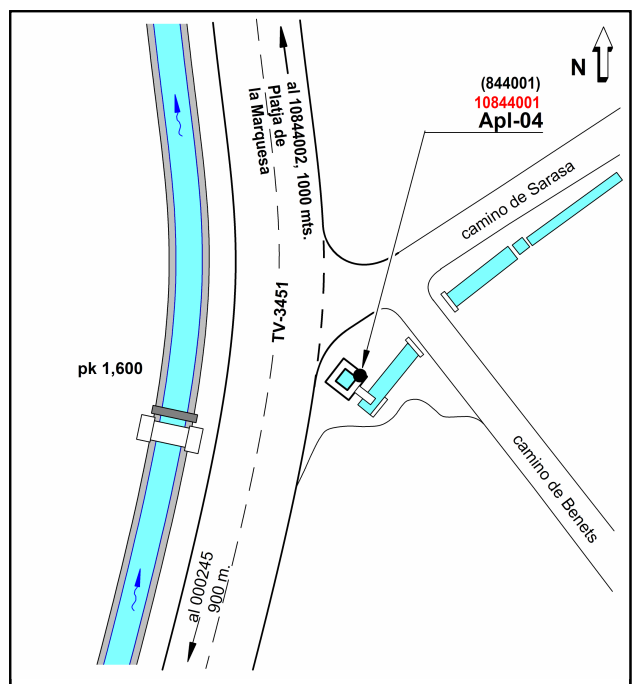 N
(844001)
10844001
Apl-04
al 10844002, 1000 mts.
Platja de
la Marquesa
camino de Sarasa
TV-3451
pk 1,600
camino de Benets
al 000245
900 m.